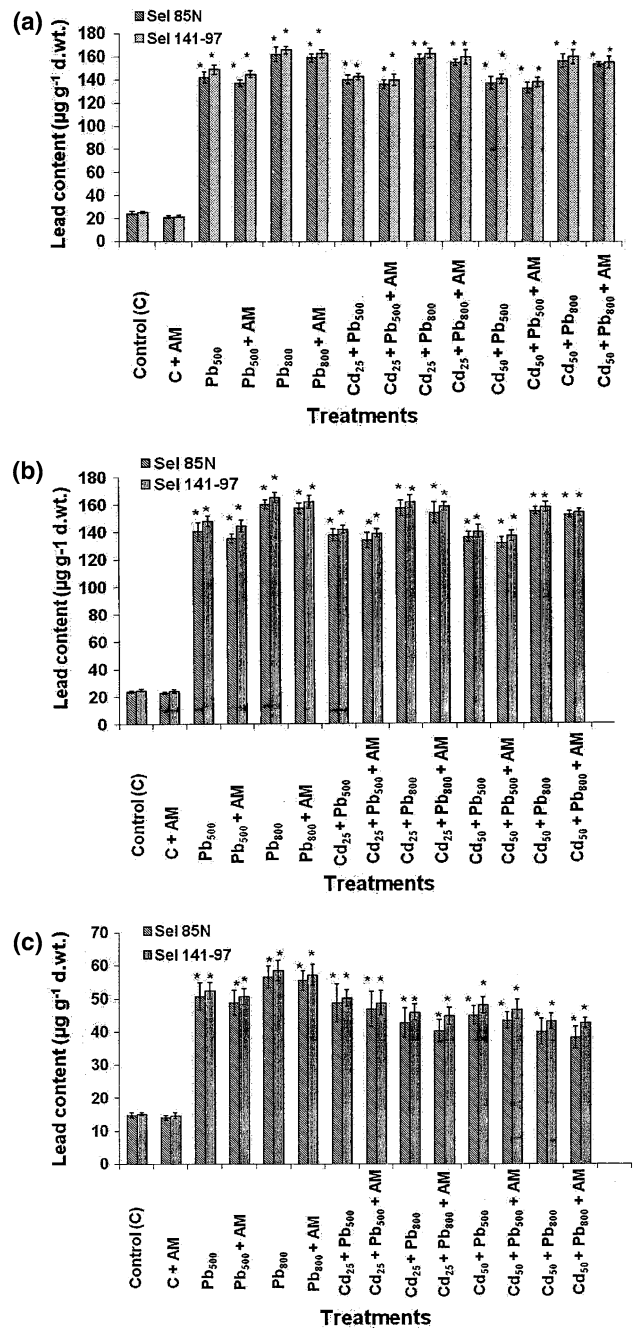 (a)
Sel 85N
Sel 141-97
Lead content (µg g⁻¹ d.wt.)
180
160
140
120
100
80
60
40
20
0
Control (C)
C + AM
Pb₅₀₀
Pb₅₀₀ + AM
Pb₈₀₀
Pb₈₀₀ + AM
Cd₂₅ + Pb₅₀₀
Cd₂₅ + Pb₅₀₀ + AM
Cd₂₅ + Pb₈₀₀
Cd₂₅ + Pb₈₀₀ + AM
Cd₅₀ + Pb₅₀₀
Cd₅₀ + Pb₅₀₀ + AM
Cd₅₀ + Pb₈₀₀
Cd₅₀ + Pb₈₀₀ + AM
Treatments
(b)
Sel 85N
Sel 141-97
Lead content (µg g-1 d.wt.)
180
160
140
120
100
80
60
40
20
0
Control (C)
C + AM
Pb₅₀₀
Pb₅₀₀ + AM
Pb₈₀₀
Pb₈₀₀ + AM
Cd₂₅ + Pb₅₀₀
Cd₂₅ + Pb₅₀₀ + AM
Cd₂₅ + Pb₈₀₀
Cd₂₅ + Pb₈₀₀ + AM
Cd₅₀ + Pb₅₀₀
Cd₅₀ + Pb₅₀₀ + AM
Cd₅₀ + Pb₈₀₀
Cd₅₀ + Pb₈₀₀ + AM
Treatments
(c)
Sel 85N
Sel 141-97
Lead content (µg g⁻¹ d.wt.)
70
60
50
40
30
20
10
0
Control (C)
C + AM
Pb₅₀₀
Pb₅₀₀ + AM
Pb₈₀₀
Pb₈₀₀ + AM
Cd₂₅ + Pb₅₀₀
Cd₂₅ + Pb₅₀₀ + AM
Cd₂₅ + Pb₈₀₀
Cd₂₅ + Pb₈₀₀ + AM
Cd₅₀ + Pb₅₀₀
Cd₅₀ + Pb₅₀₀ + AM
Cd₅₀ + Pb₈₀₀
Cd₅₀ + Pb₈₀₀ + AM
Treatments